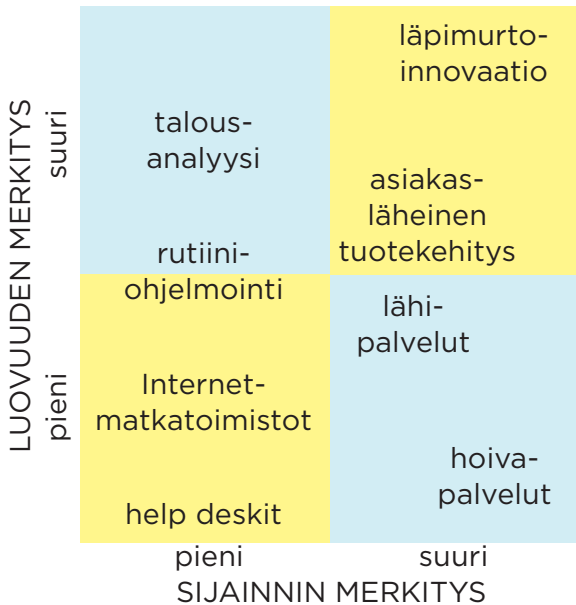 LUOVUUDEN MERKITYS
suuri
pieni
läpimurto-
innovaatio
talous-
analyysi
asiakas-
läheinen
tuotekehitys
rutiini-
ohjelmointi
lähi-
palvelut
Internet-
matkatoimistot
hoiva-
palvelut
help deskit
pieni
suuri
SIJAINNIN MERKITYS